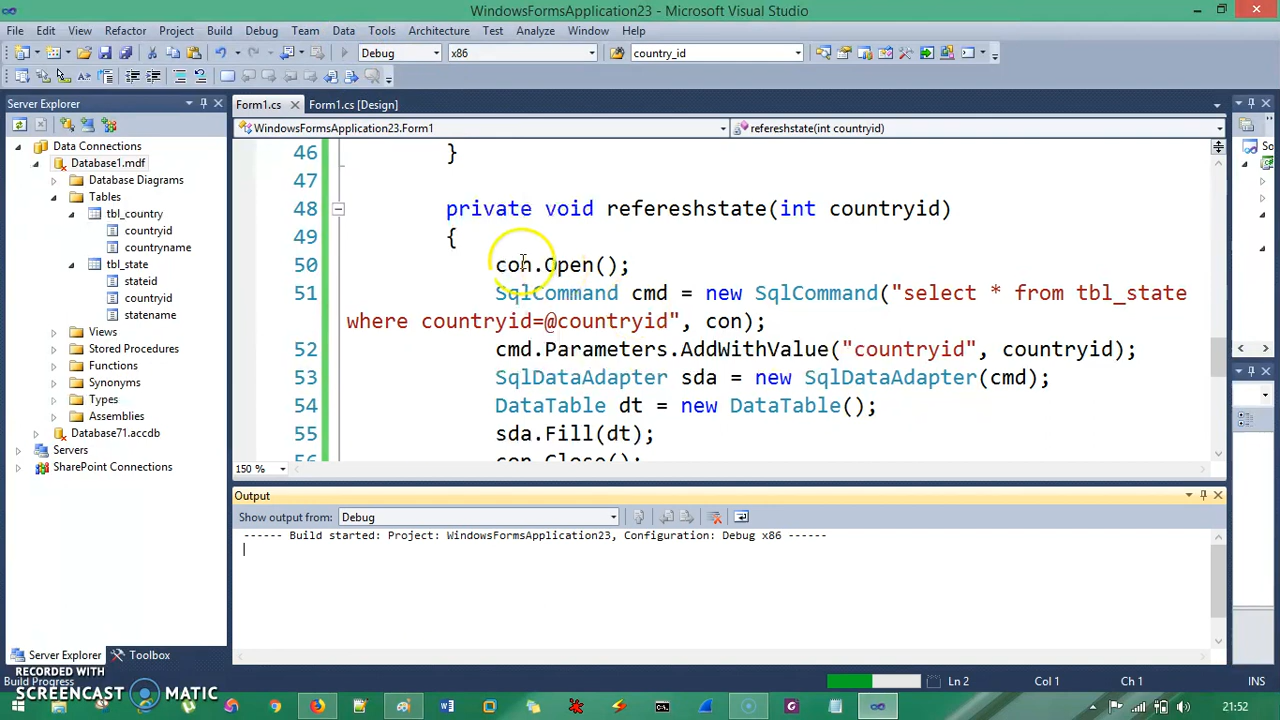 WindowsFormsApplication23 - Microsoft Visual Studio
File Edit View Refactor Project Build Debug Team Data Tools Architecture Test Analyze Window Help
Debug x86 country_id
Server Explorer
Form1.cs Form1.cs [Design]
WindowsFormsApplication23.Form1 refereshstate(int countryid)
Data Connections
Database1.mdf
Database Diagrams
Tables
tbl_country
countryid
countryname
tbl_state
stateid
countryid
statename
Views
Stored Procedures
Functions
Synonyms
Types
Assemblies
Database71.accdb
Servers
SharePoint Connections
46 }
47
48 private void refereshstate(int countryid)
49 {
50 con.Open();
51 SqlCommand cmd = new SqlCommand("select * from tbl_state
where countryid=@countryid", con);
52 cmd.Parameters.AddWithValue("countryid", countryid);
53 SqlDataAdapter sda = new SqlDataAdapter(cmd);
54 DataTable dt = new DataTable();
55 sda.Fill(dt);
56 con.Close();
150 %
So
Output
Show output from: Debug
------ Build started: Project: WindowsFormsApplication23, Configuration: Debug x86 ------
Server Explorer Toolbox
RECORDED WITH
SCREENCAST MATIC
Build Progress
Ln 2 Col 1 Ch 1 INS
21:52